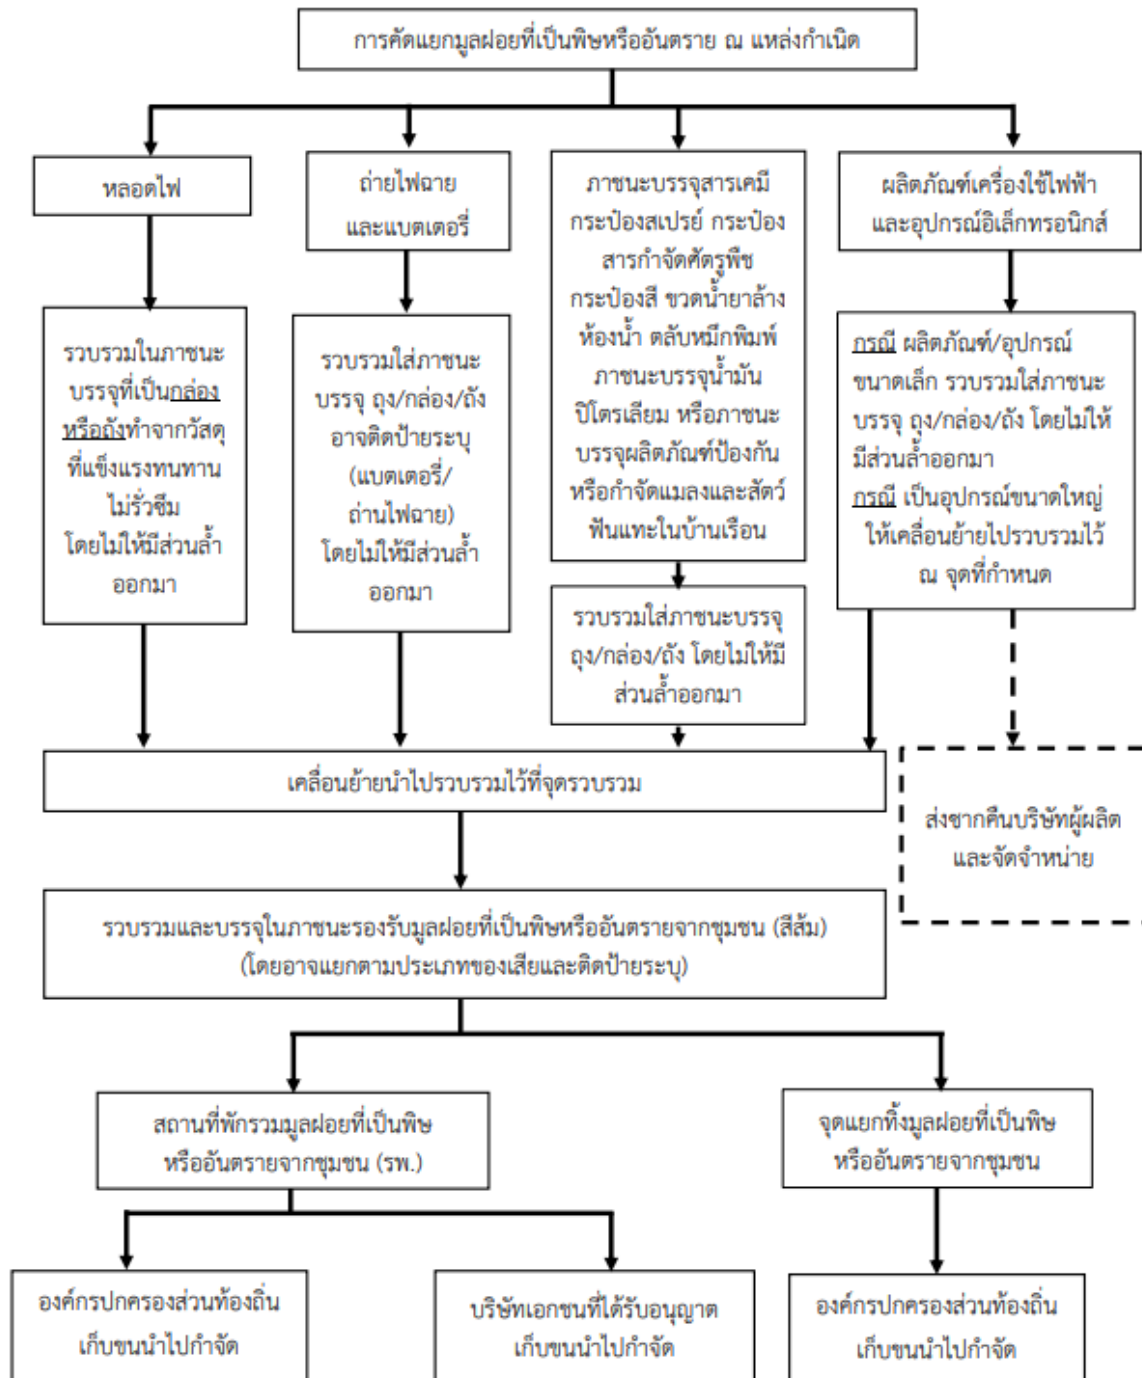 การคัดแยกมูลฝอยที่เป็นพิษหรืออันตราย ณ แหล่งกำเนิด
หลอดไฟ
ถ่ายไฟฉาย
และแบตเตอรี่
ภาชนะบรรจุสารเคมี
กระป๋องสเปรย์ กระป๋อง
สารกำจัดศัตรูพืช
กระป๋องสี ขวดน้ำยาล้าง
ห้องน้ำ ตลับหมึกพิมพ์
ภาชนะบรรจุน้ำมัน
ปิโตรเลียม หรือภาชนะ
บรรจุผลิตภัณฑ์ป้องกัน
หรือกำจัดแมลงและสัตว์
ฟันแทะในบ้านเรือน
ผลิตภัณฑ์เครื่องใช้ไฟฟ้า
และอุปกรณ์อิเล็กทรอนิกส์
รวบรวมในภาชนะ
บรรจุที่เป็นกล่อง
หรือถังทำจากวัสดุ
ที่แข็งแรงทนทาน
ไม่รั่วซึม
โดยไม่ให้มีส่วนล้ำ
ออกมา
รวบรวมใส่ภาชนะ
บรรจุ ถุง/กล่อง/ถัง
อาจติดป้ายระบุ
(แบตเตอรี่/
ถ่านไฟฉาย)
โดยไม่ให้มีส่วนล้ำ
ออกมา
รวบรวมใส่ภาชนะบรรจุ
ถุง/กล่อง/ถัง โดยไม่ให้มี
ส่วนล้ำออกมา
กรณี ผลิตภัณฑ์/อุปกรณ์
ขนาดเล็ก รวบรวมใส่ภาชนะ
บรรจุ ถุง/กล่อง/ถัง โดยไม่ให้
มีส่วนล้ำออกมา
กรณี เป็นอุปกรณ์ขนาดใหญ่
ให้เคลื่อนย้ายไปรวบรวมไว้
ณ จุดที่กำหนด
เคลื่อนย้ายนำไปรวบรวมไว้ที่จุดรวบรวม
ส่งซากคืนบริษัทผู้ผลิต
และจัดจำหน่าย
รวบรวมและบรรจุในภาชนะรองรับมูลฝอยที่เป็นพิษหรืออันตรายจากชุมชน (สีส้ม)
(โดยอาจแยกตามประเภทของเสียและติดป้ายระบุ)
สถานที่พักรวมมูลฝอยที่เป็นพิษ
หรืออันตรายจากชุมชน (รพ.)
จุดแยกทิ้งมูลฝอยที่เป็นพิษ
หรืออันตรายจากชุมชน
องค์กรปกครองส่วนท้องถิ่น
เก็บขนนำไปกำจัด
บริษัทเอกชนที่ได้รับอนุญาต
เก็บขนนำไปกำจัด
องค์กรปกครองส่วนท้องถิ่น
เก็บขนนำไปกำจัด